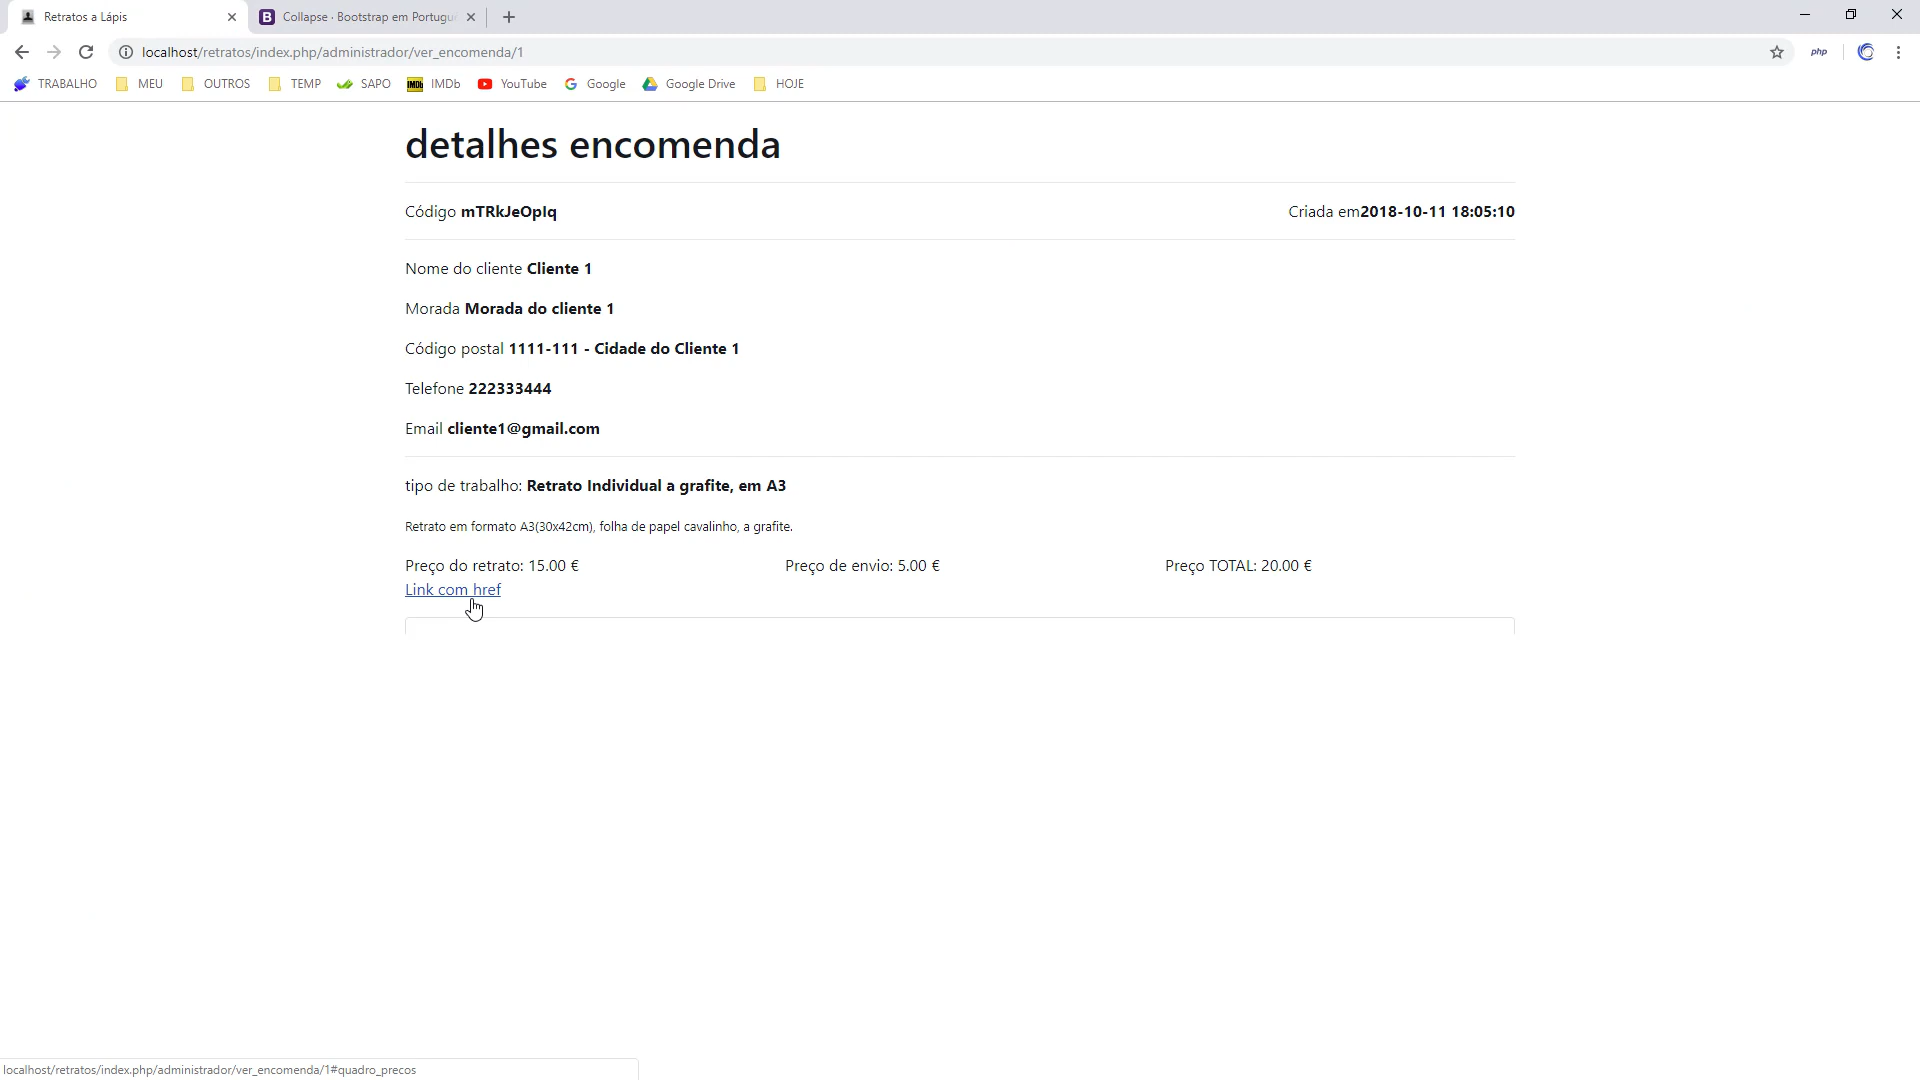 Retratos a Lápis
Collapse · Bootstrap em Portugu
localhost/retratos/index.php/administrador/ver_encomenda/1
php
TRABALHO MEU OUTROS TEMP SAPO IMDb IMDb YouTube Google Google Drive HOJE
detalhes encomenda
Código mTRkJeOpIq
Criada em2018-10-11 18:05:10
Nome do cliente Cliente 1
Morada Morada do cliente 1
Código postal 1111-111 - Cidade do Cliente 1
Telefone 222333444
Email cliente1@gmail.com
tipo de trabalho: Retrato Individual a grafite, em A3
Retrato em formato A3(30x42cm), folha de papel cavalinho, a grafite.
Preço do retrato: 15.00 € Preço de envio: 5.00 € Preço TOTAL: 20.00 €
Link com href
localhost/retratos/index.php/administrador/ver_encomenda/1#quadro_precos